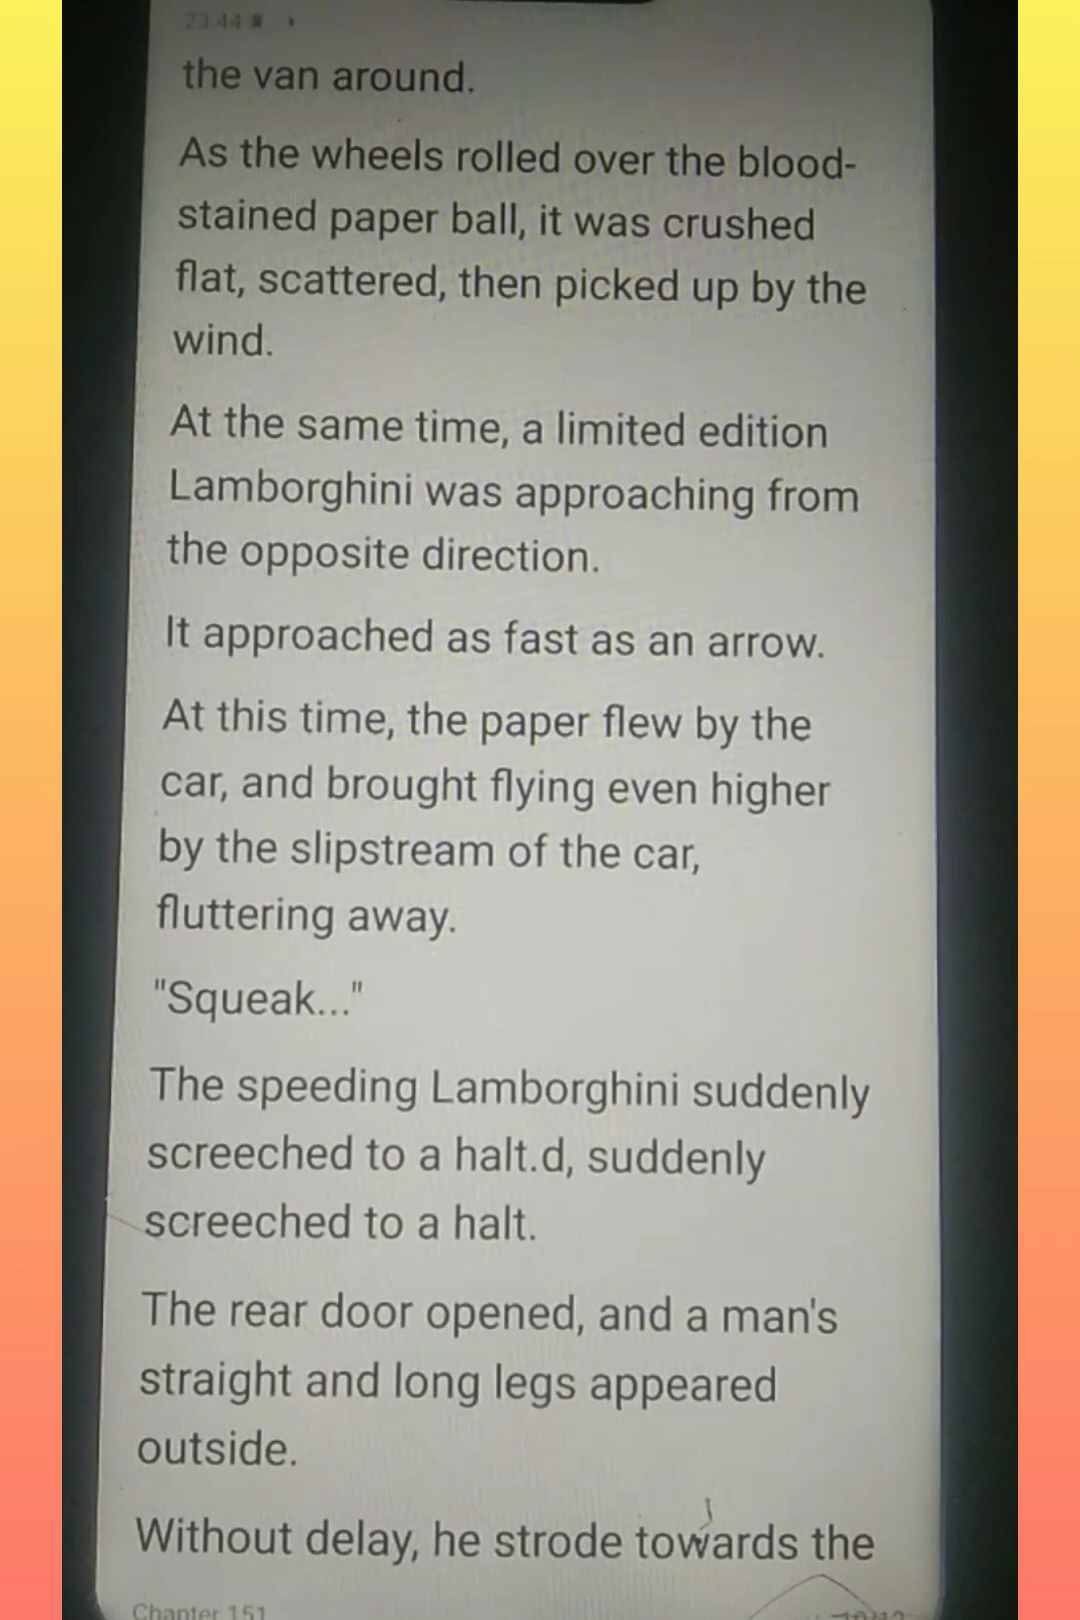 23:44
the van around.
As the wheels rolled over the blood-
stained paper ball, it was crushed
flat, scattered, then picked up by the
wind.
At the same time, a limited edition
Lamborghini was approaching from
the opposite direction.
It approached as fast as an arrow.
At this time, the paper flew by the
car, and brought flying even higher
by the slipstream of the car,
fluttering away.
"Squeak..."
The speeding Lamborghini suddenly
screeched to a halt.d, suddenly
screeched to a halt.
The rear door opened, and a man's
straight and long legs appeared
outside.
Without delay, he strode towards the
Chapter 151